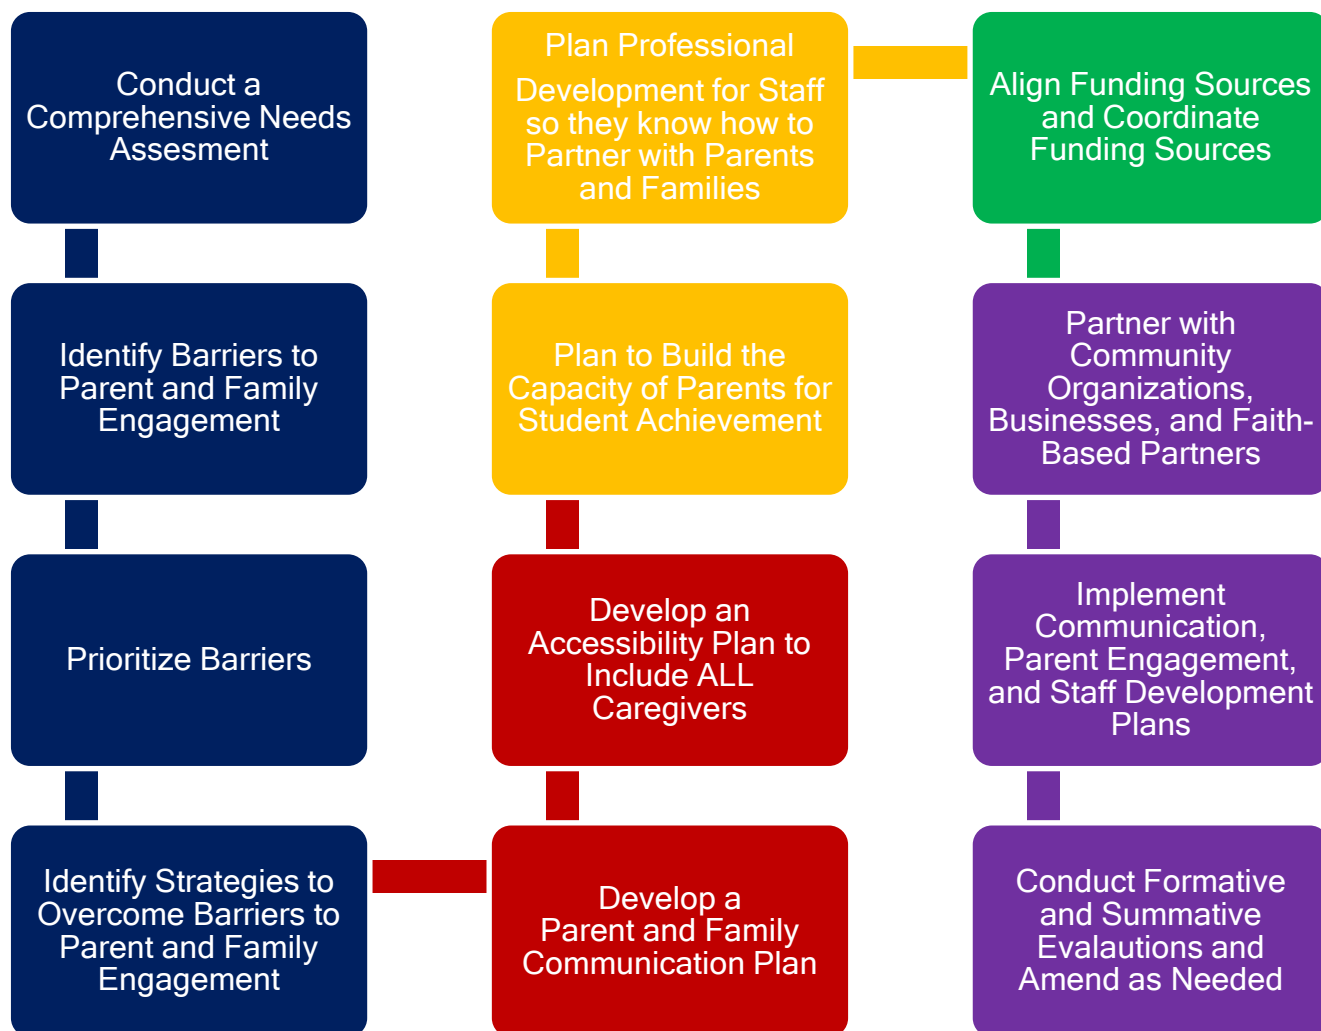 Conduct a
Comprehensive Needs
Assesment
Identify Barriers to
Parent and Family
Engagement
Prioritize Barriers
Identify Strategies to
Overcome Barriers to
Parent and Family
Engagement
Develop a
Parent and Family
Communication Plan
Develop an
Accessibility Plan to
Include ALL
Caregivers
Plan to Build the
Capacity of Parents for
Student Achievement
Plan Professional
Development for Staff
so they know how to
Partner with Parents
and Families
Align Funding Sources
and Coordinate
Funding Sources
Partner with
Community
Organizations,
Businesses, and Faith-
Based Partners
Implement
Communication,
Parent Engagement,
and Staff Development
Plans
Conduct Formative
and Summative
Evalautions and
Amend as Needed